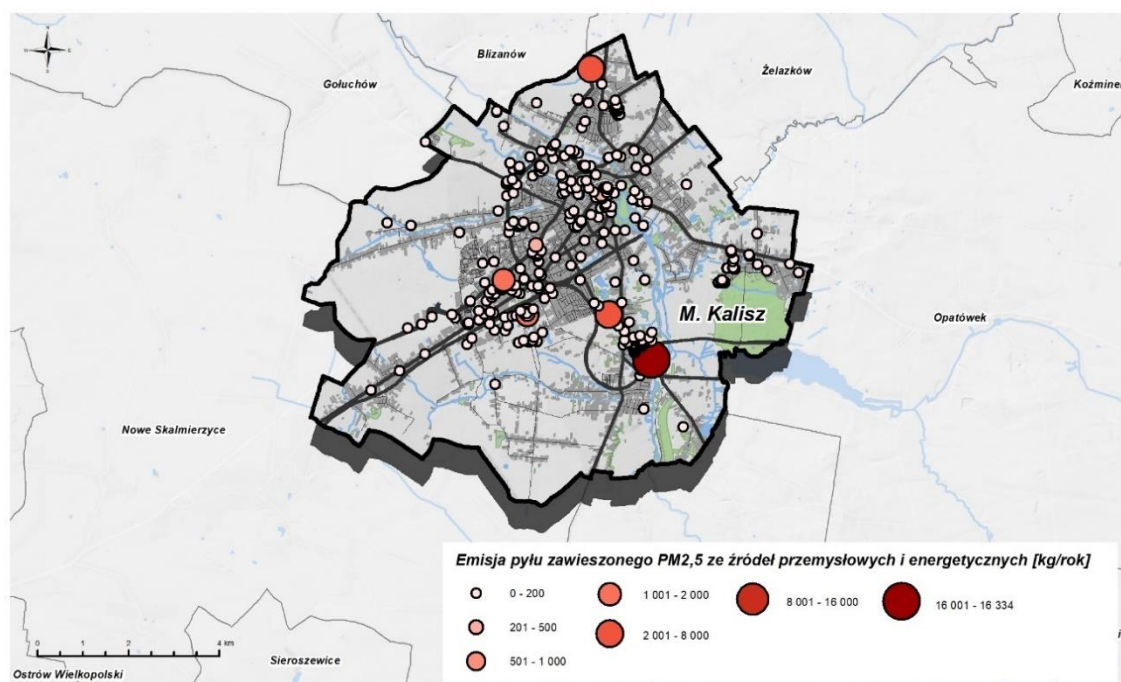 Blizanów
Żelazków
Gołuchów
Koźmine
M. Kalisz
Opatówek
Nowe Skalmierzyce
Emisja pyłu zawieszonego PM2,5 ze źródeł przemysłowych i energetycznych [kg/rok]
0 - 200
1 001 - 2 000
8 001 - 16 000
16 001 - 16 334
201 - 500
2 001 - 8 000
501 - 1 000
0 1 2 4 km
Sieroszewice
Ostrów Wielkopolski